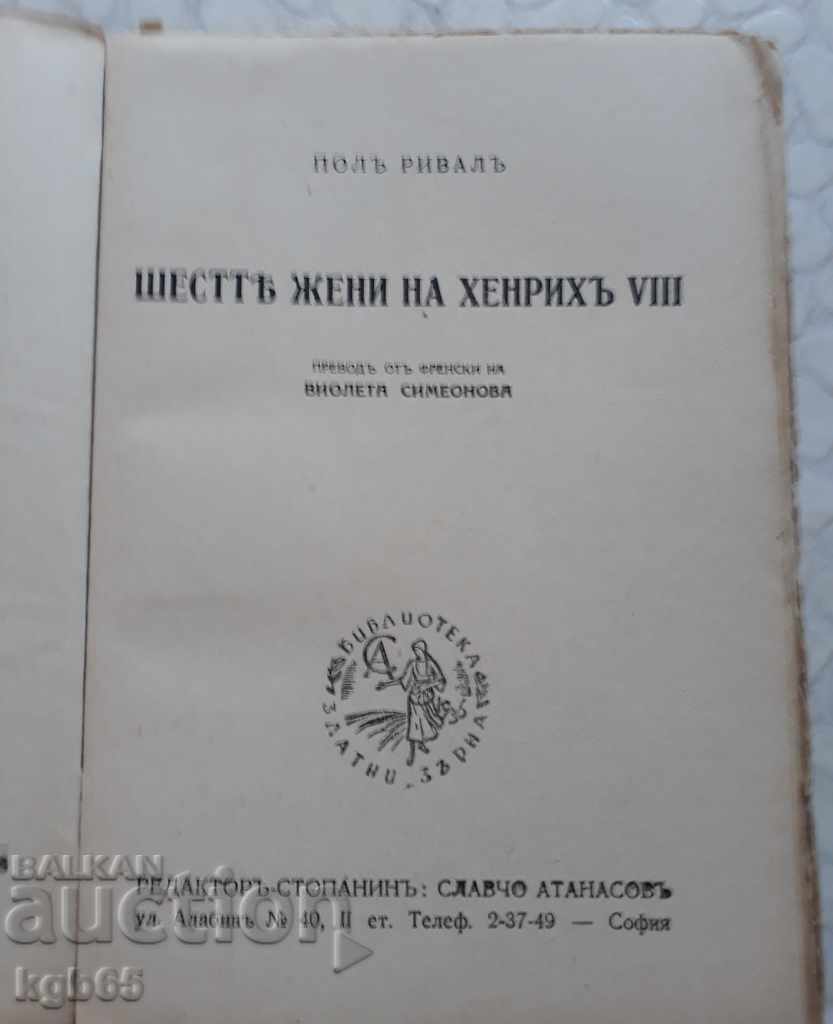 ПОЛЪ РИВАЛЪ
ШЕСТТѢ ЖЕНИ НА ХЕНРИХЪ VIII
ПРЕВОДЪ ОТЪ ФРЕНСКИ НА
ВИОЛЕТА СИМЕОНОВА
БИБЛИОТЕКА
СА
ЗЛАТНИ ЗЪРНА
РЕДАКТОРЪ-СТОПАНИНЪ: СЛАВЧО АТАНАСОВЪ
ул. Алабинъ № 40, II ет. Телеф. 2-37-49 — София
BALKAN
auction
kgb65